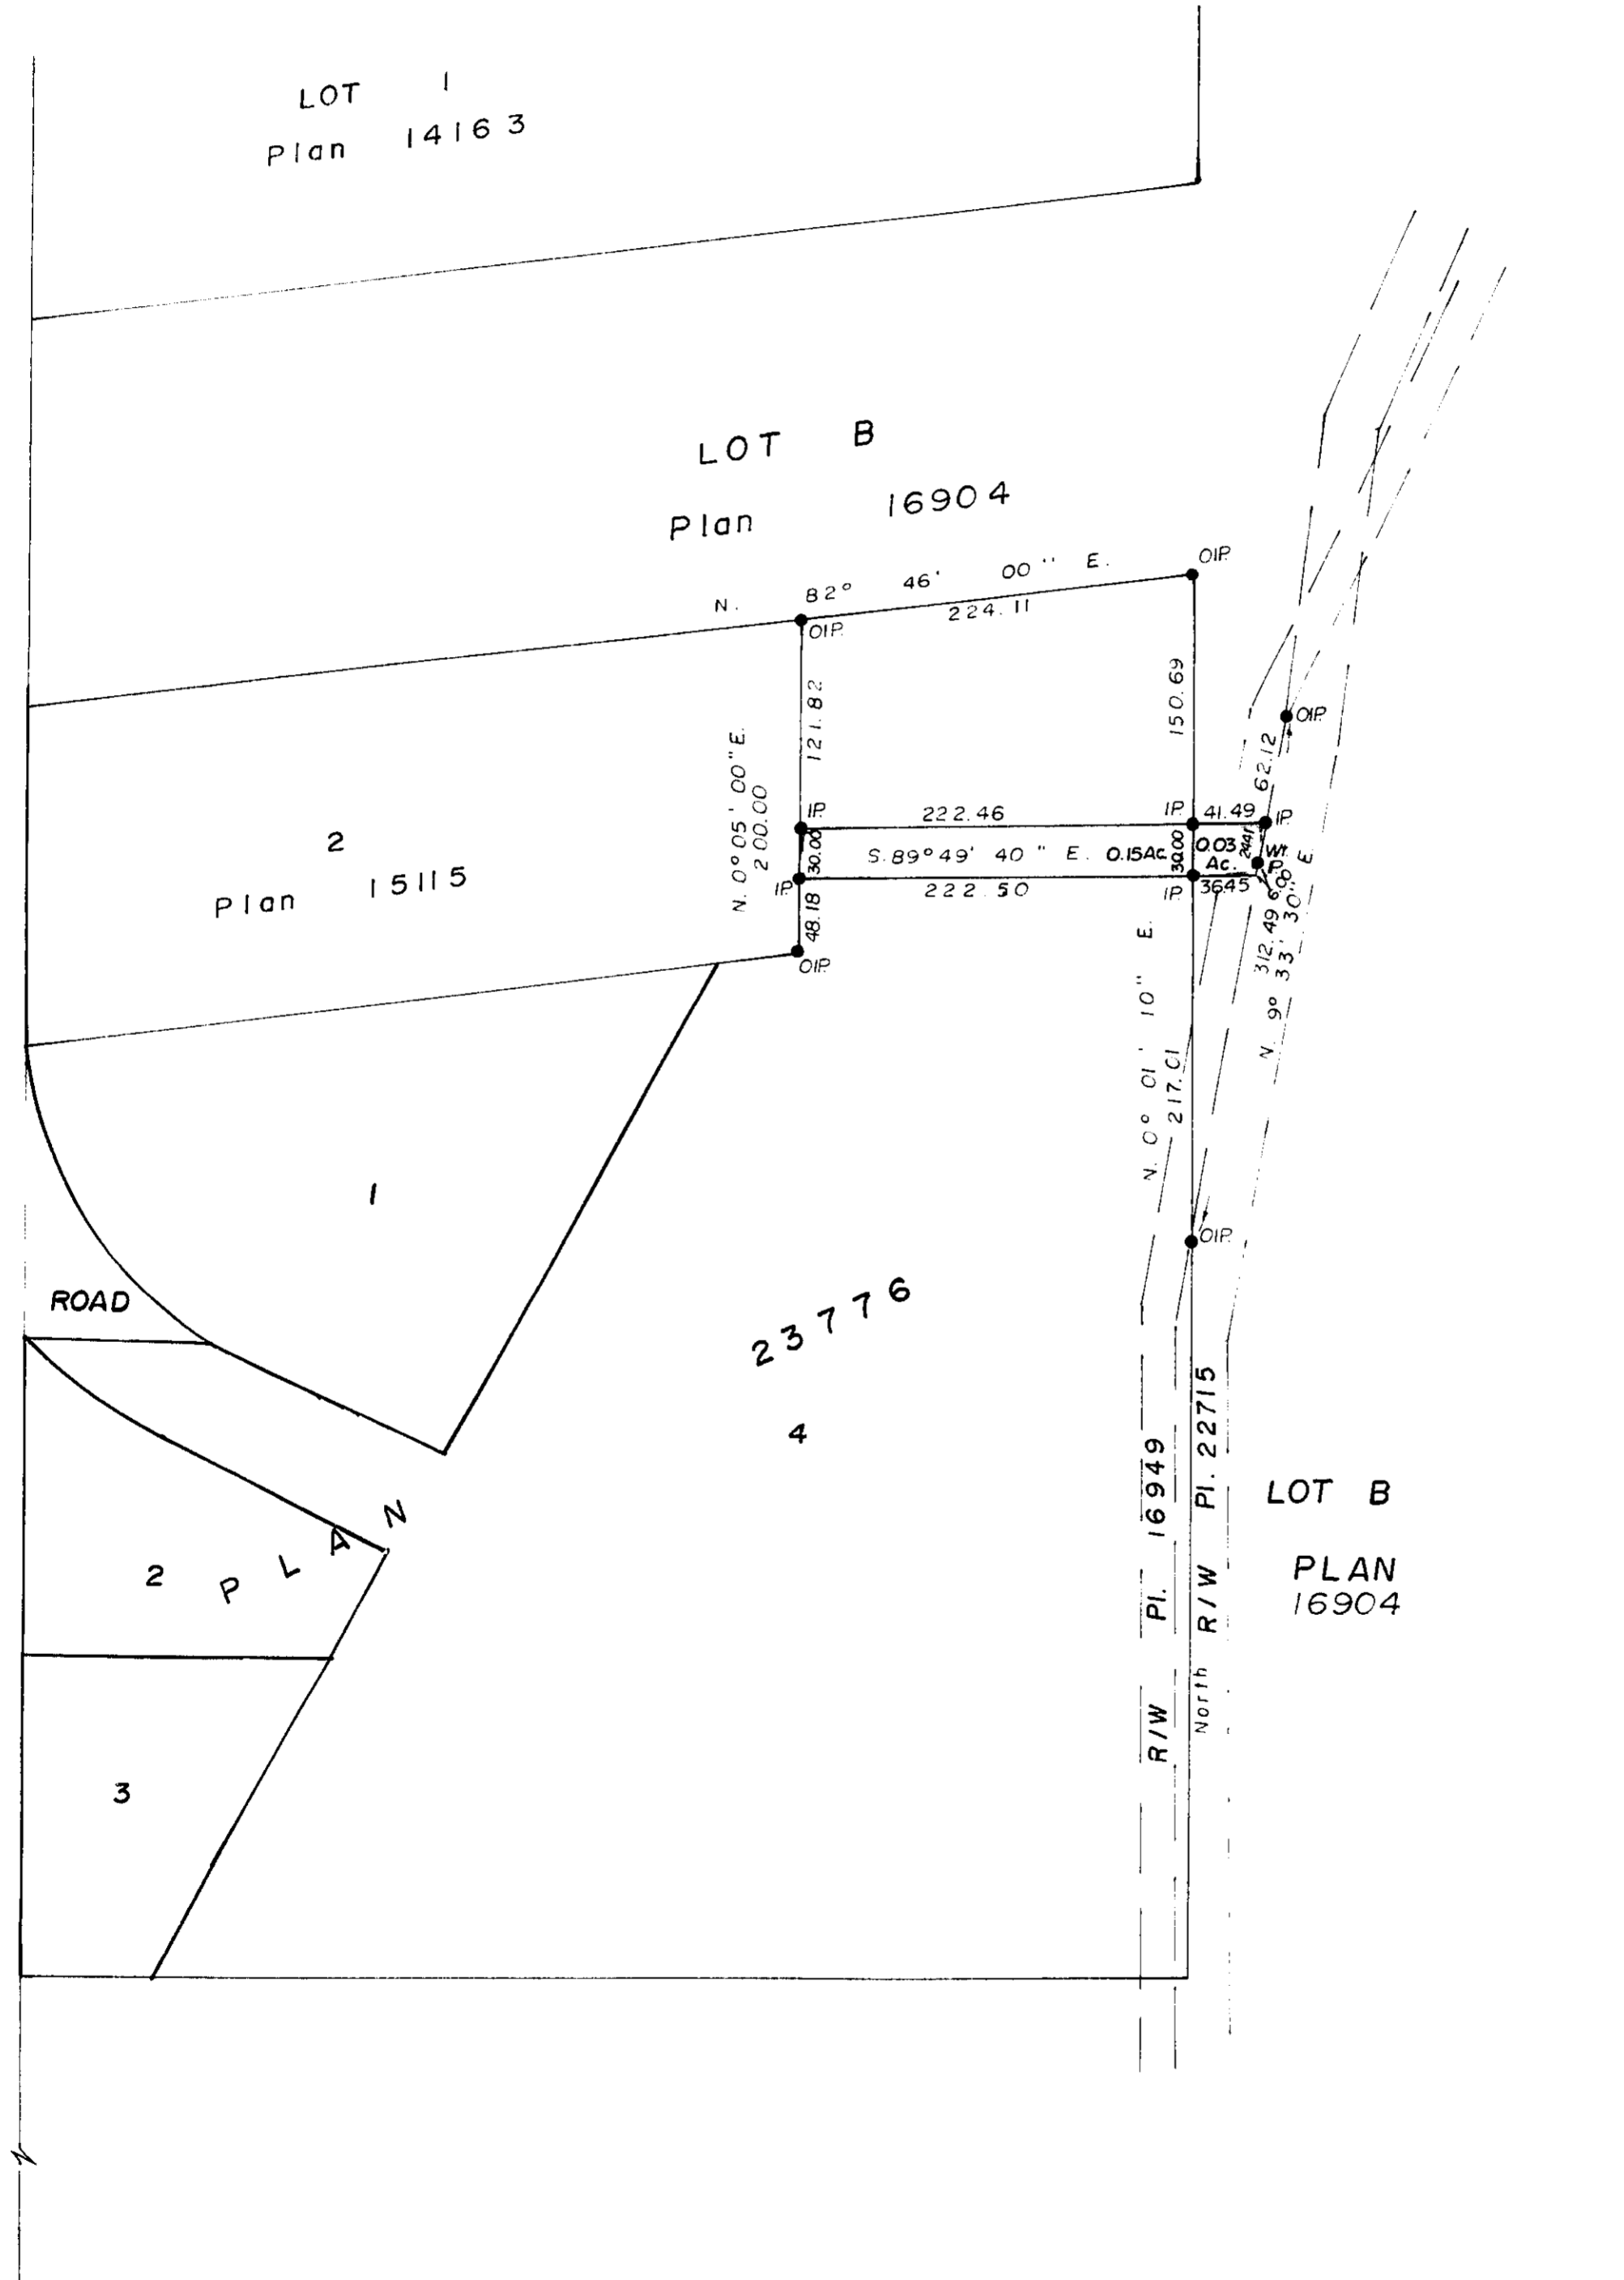 LOT 1
Plan 14163
LOT B
Plan 16904
N. 82° 46' 00" E.
224.11
OIP.
OIP.
121.82
150.69
N. 0° 05' 00" E.
200.00
OIP.
62.12
IP.
222.46
IP.
41.49
IP.
2
Plan 15115
30.00
S. 89° 49' 40" E. 0.15Ac.
30.00
0.03
Ac.
24.41
Wt.
P.
IP.
222.50
IP.
36.45
6.00
48.18
OIP.
312.49
N. 9° 33' 30" E
N. 0° 01' 10" E.
217.01
1
OIP.
ROAD
23776
4
R/W Pl. 16949
North R/W Pl. 22715
LOT B
PLAN
16904
2
PLAN
3